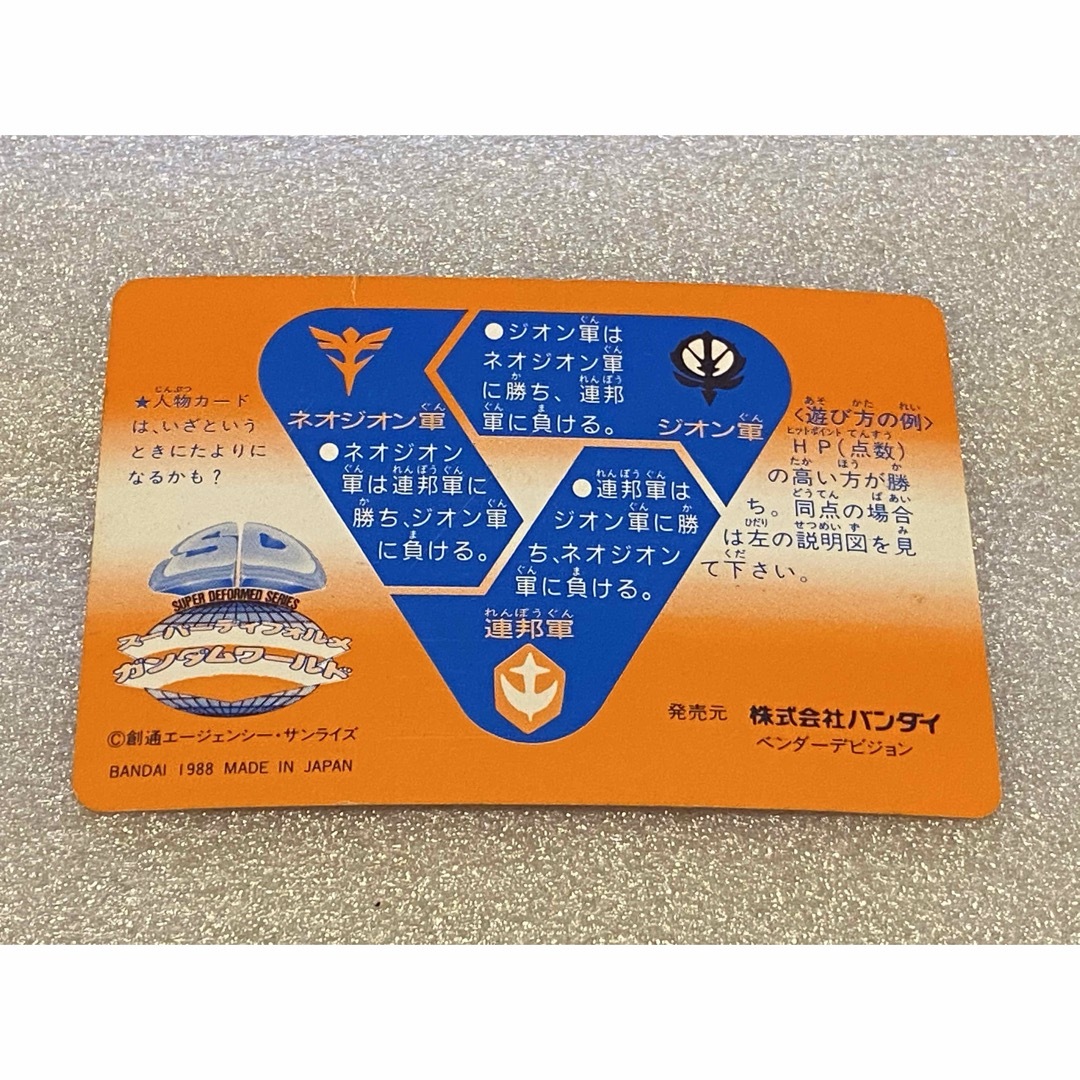 ★人物カード
は、いざという
ときにたよりに
なるかも？
ネオジオン軍
●ネオジオン
軍は連邦軍に
勝ち、ジオン軍
に負ける。
●ジオン軍は
ネオジオン軍
に勝ち、連邦
軍に負ける。
ジオン軍
●連邦軍は
ジオン軍に勝
ち、ネオジオン
軍に負ける。
連邦軍
〈遊び方の例〉
HP(点数)
の高い方が勝
ち。同点の場合
は左の説明図を見
て下さい。
SUPER DEFORMED SERIES
スーパーディフォルメ
ガンダムワールド
©創通エージェンシー・サンライズ
BANDAI 1988 MADE IN JAPAN
発売元 株式会社バンダイ
ベンダーデビジョン